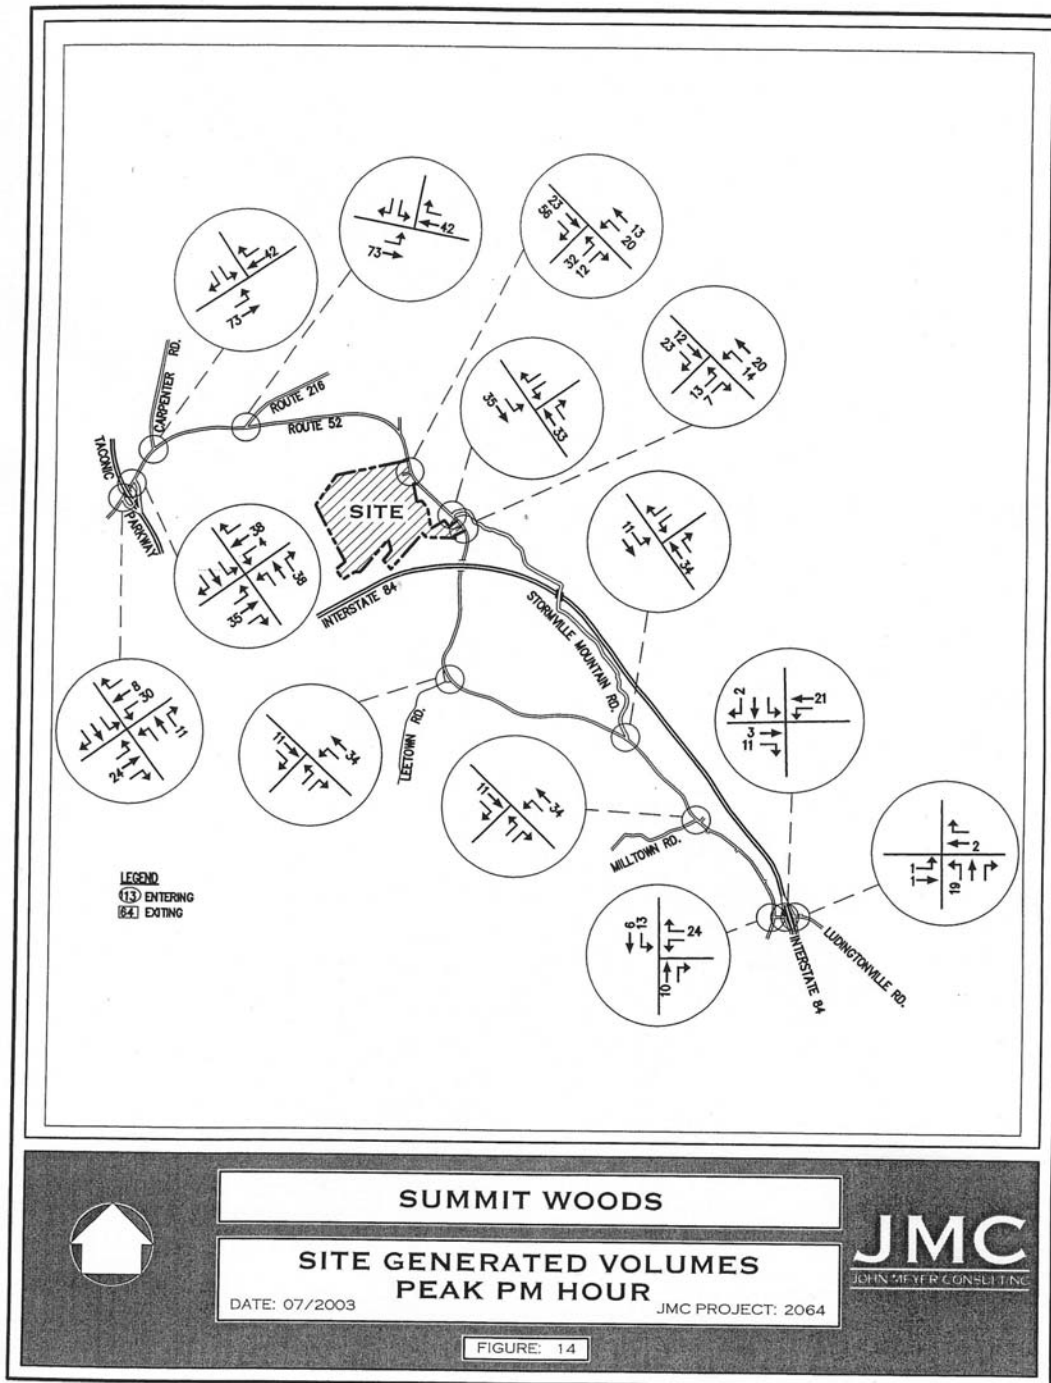 42
73
42
73
23
56
32
12
13
20
12
23
13
7
20
14
35
33
CARPENTER RD.
ROUTE 216
ROUTE 52
TACONIC
PARKWAY
SITE
INTERSTATE 84
STORMVILLE MOUNTAIN RD.
38
4
38
35
11
34
8
30
11
24
11
34
LEETOWN RD.
11
34
MILLTOWN RD.
2
21
3
11
2
1
1
19
6
13
24
10
INTERSTATE 84
LUDINGTONVILLE RD.
LEGEND
13 ENTERING
64 EXITING
SUMMIT WOODS
SITE GENERATED VOLUMES
PEAK PM HOUR
DATE: 07/2003
JMC PROJECT: 2064
FIGURE: 14
JMC
JOHN MEYER CONSULTING